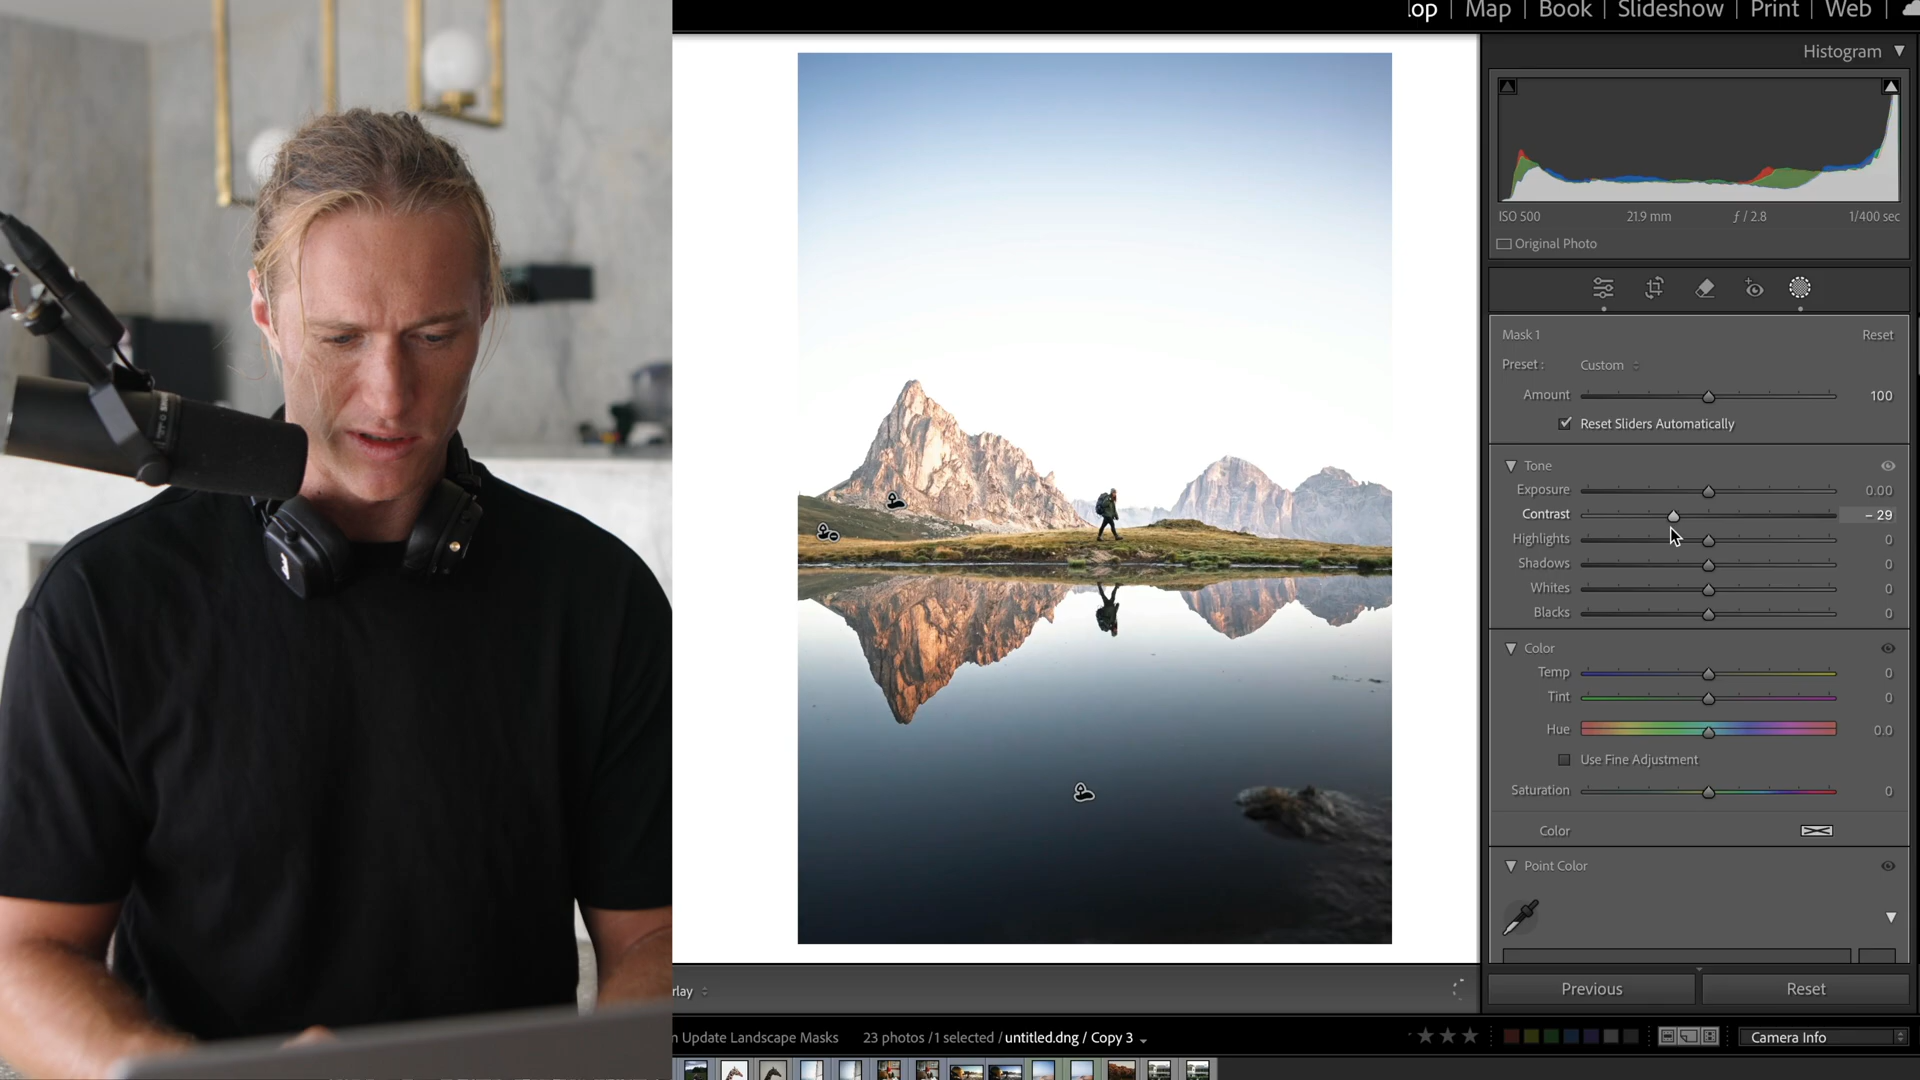 op | Map | Book | Slideshow | Print | Web |
Histogram
ISO 500 21.9 mm ƒ / 2.8 1/400 sec
Original Photo
Mask 1 Reset
Preset : Custom
Amount 100
Reset Sliders Automatically
Tone
Exposure 0.00
Contrast – 29
Highlights 0
Shadows 0
Whites 0
Blacks 0
Color
Temp 0
Tint 0
Hue 0.0
Use Fine Adjustment
Saturation 0
Color
Point Color
Previous Reset
rlay
Update Landscape Masks 23 photos /1 selected / untitled.dng / Copy 3
Camera Info